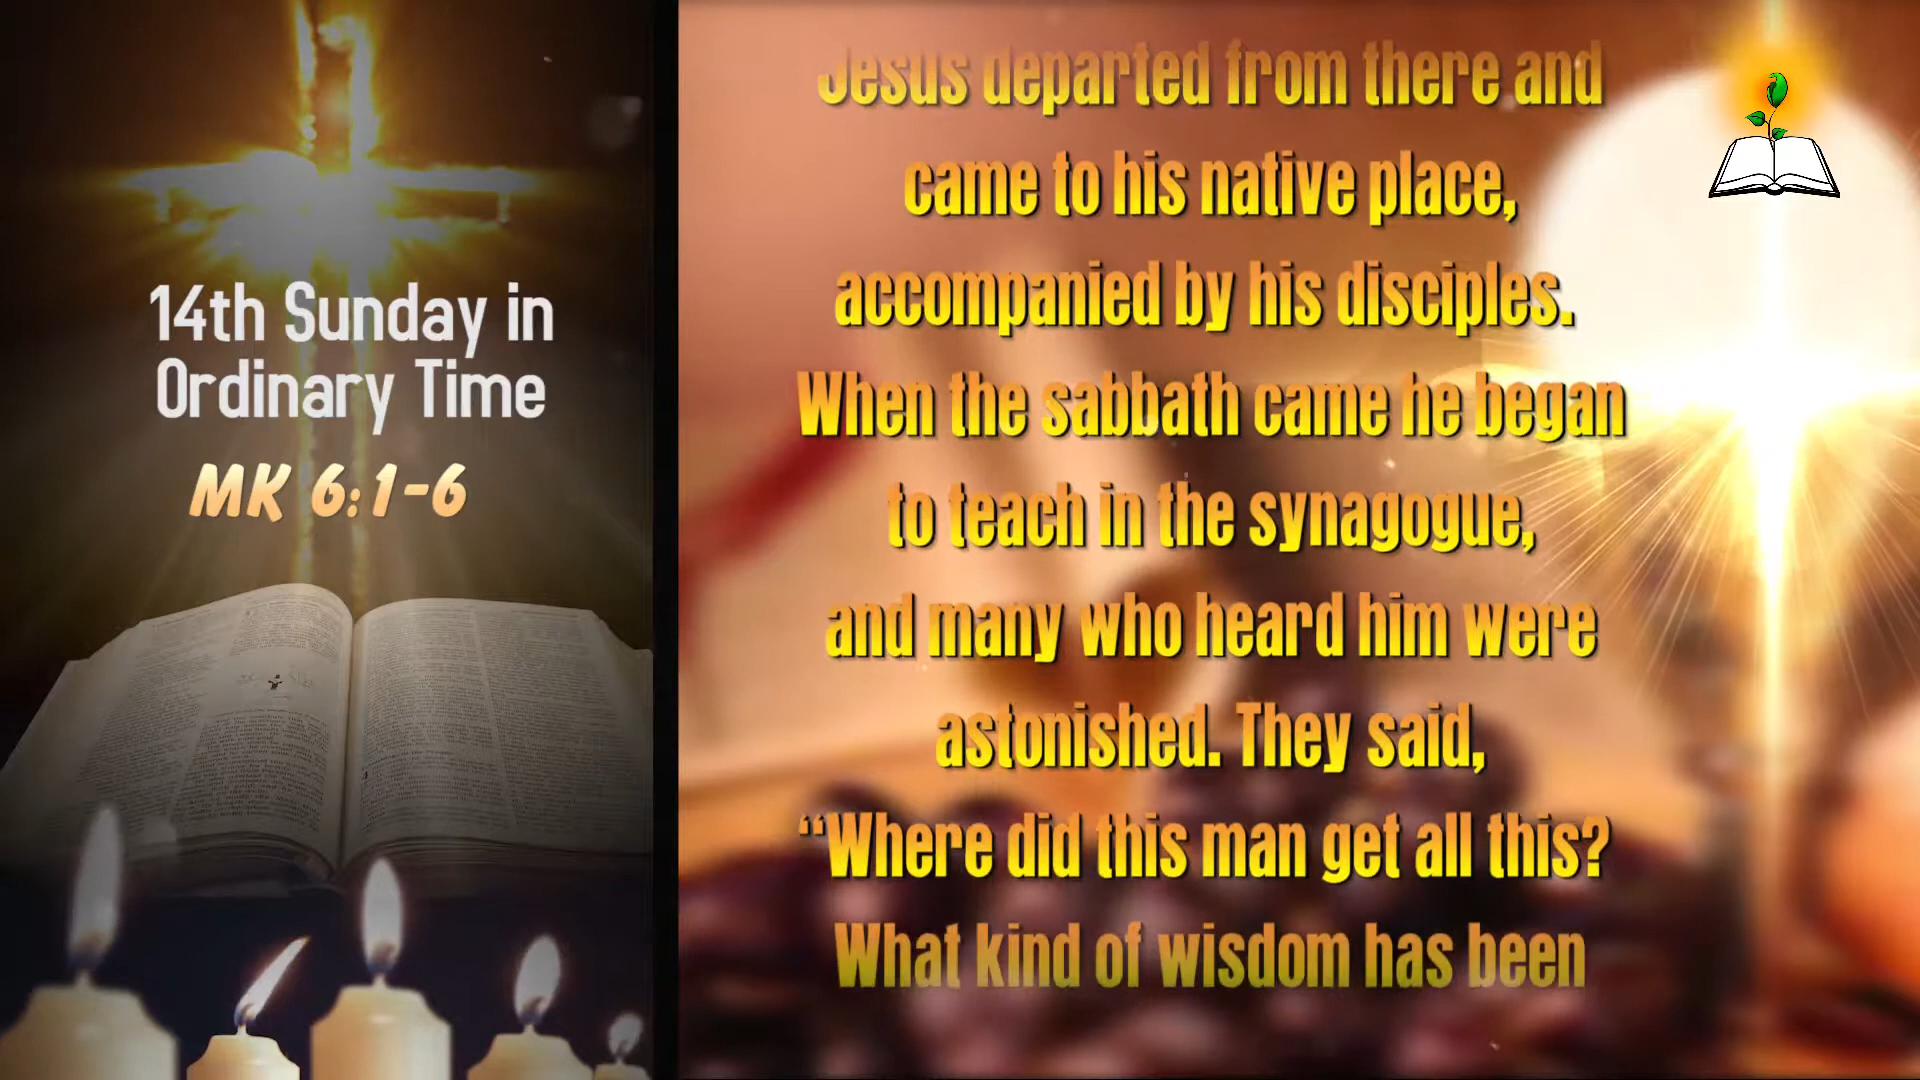 14th Sunday in
Ordinary Time
MK 6:1-6
Jesus departed from there and
came to his native place,
accompanied by his disciples.
When the sabbath came he began
to teach in the synagogue,
and many who heard him were
astonished. They said,
“Where did this man get all this?
What kind of wisdom has been